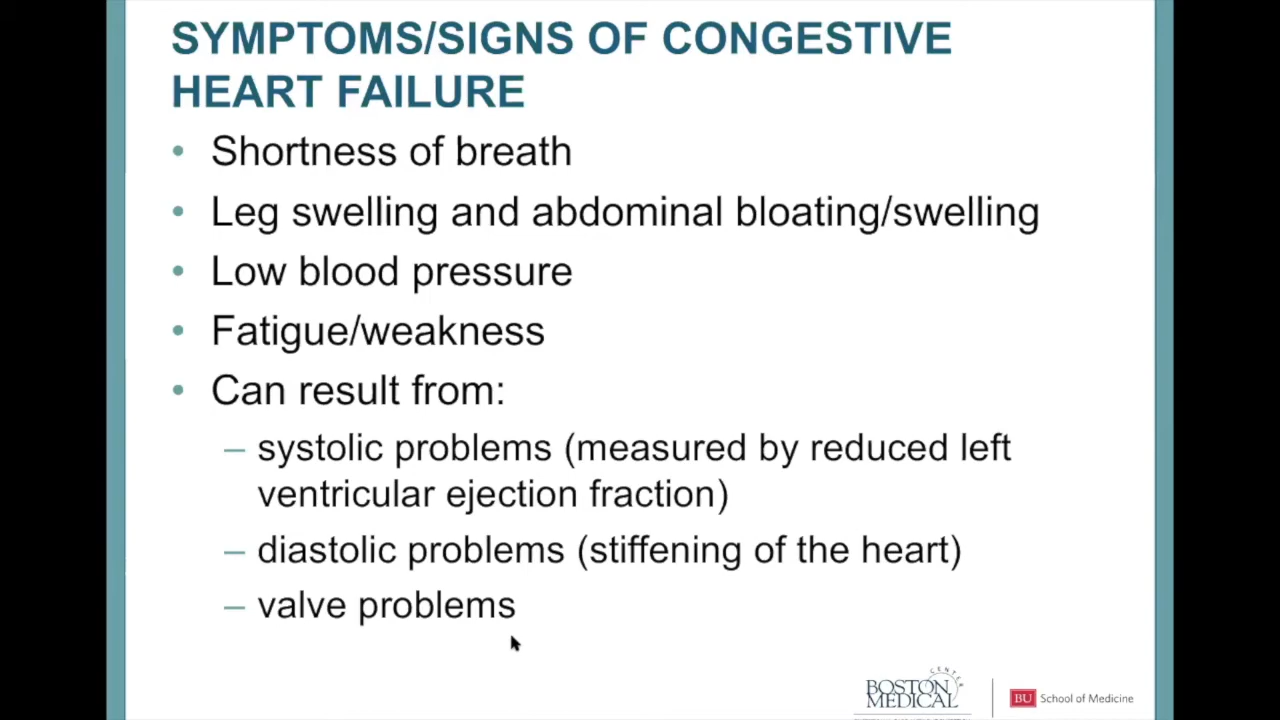 SYMPTOMS/SIGNS OF CONGESTIVE
HEART FAILURE
• Shortness of breath
• Leg swelling and abdominal bloating/swelling
• Low blood pressure
• Fatigue/weakness
• Can result from:
– systolic problems (measured by reduced left
ventricular ejection fraction)
– diastolic problems (stiffening of the heart)
– valve problems
BOSTON
MEDICAL
CENTER
BU School of Medicine